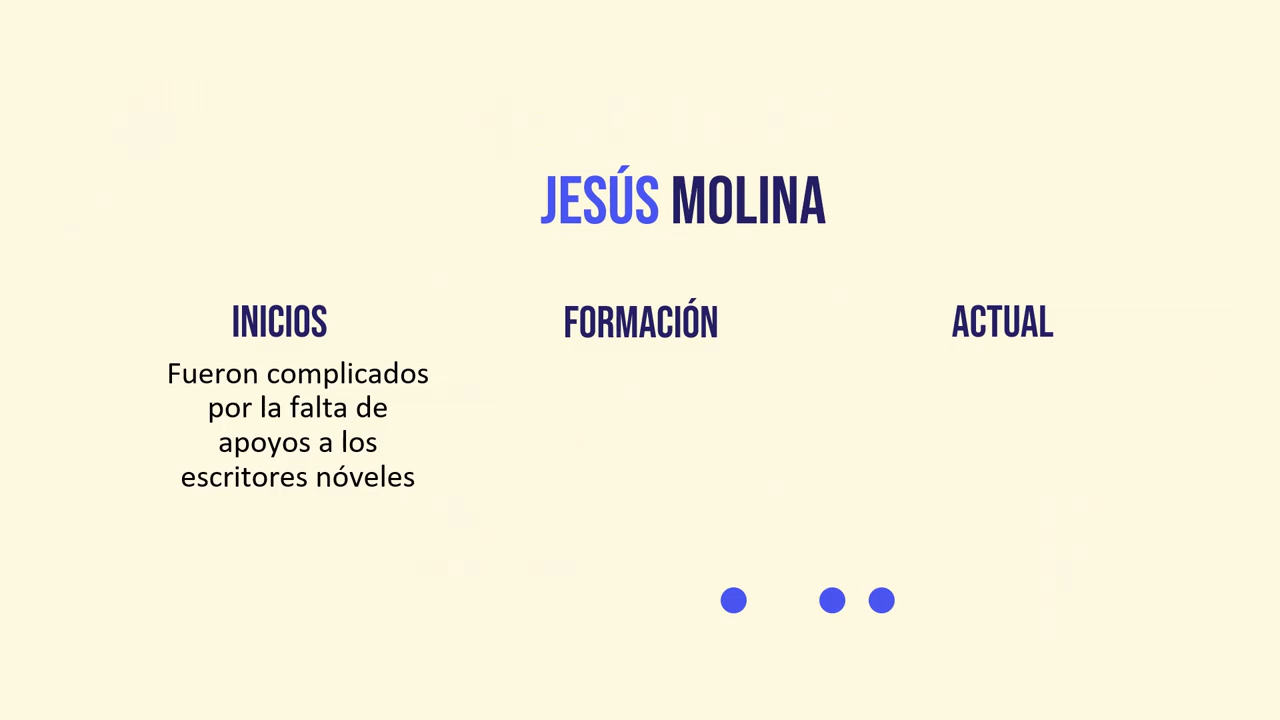 JESÚS MOLINA
INICIOS
Fueron complicados
por la falta de
apoyos a los
escritores nóveles
FORMACIÓN
ACTUAL